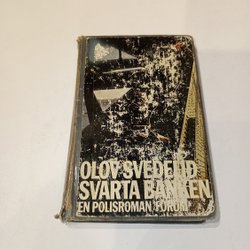 OLOV SVEDELID
SVARTA BANKEN
EN POLISROMAN FORUM